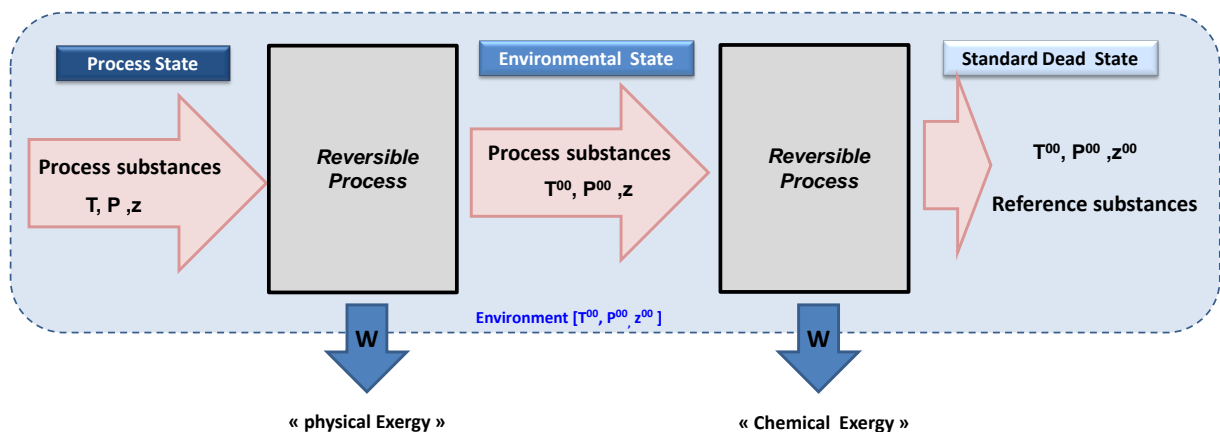 Process State
Environmental State
Standard Dead State
Process substances
T, P ,z
Reversible
Process
Process substances
T⁰⁰, P⁰⁰ ,z
Reversible
Process
T⁰⁰, P⁰⁰ ,z⁰⁰
Reference substances
W
Environment [T⁰⁰, P⁰⁰, z⁰⁰ ]
W
« physical Exergy »
« Chemical Exergy »